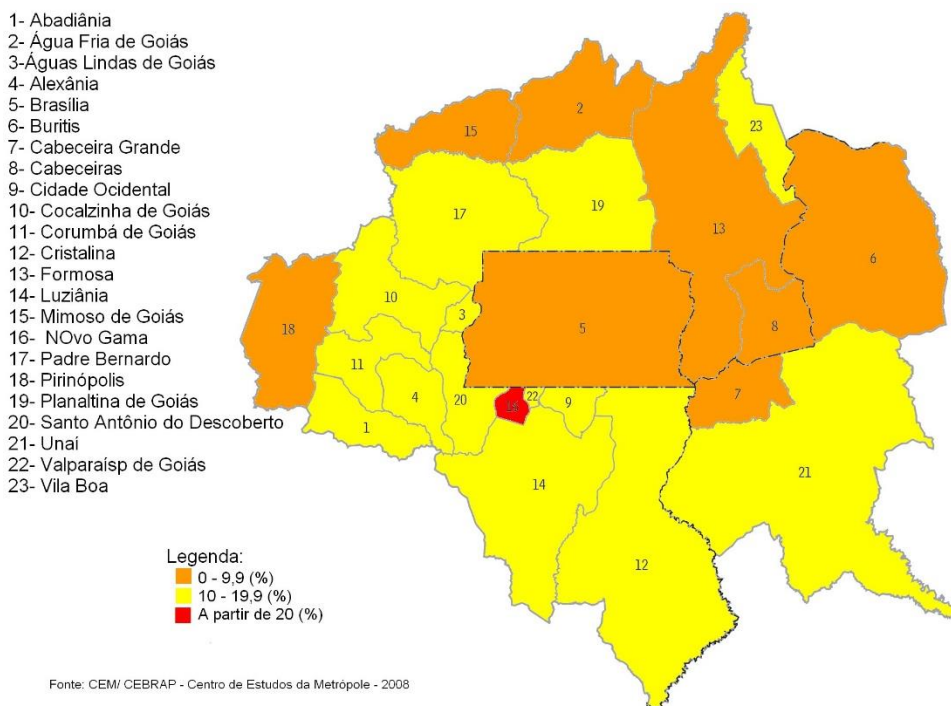 1- Abadiânia
2- Água Fria de Goiás
3-Águas Lindas de Goiás
4- Alexânia
5- Brasília
6- Buritis
7- Cabeceira Grande
8- Cabeceiras
9- Cidade Ocidental
10- Cocalzinha de Goiás
11- Corumbá de Goiás
12- Cristalina
13- Formosa
14- Luziânia
15- Mimoso de Goiás
16- NOvo Gama
17- Padre Bernardo
18- Pirinópolis
19- Planaltina de Goiás
20- Santo Antônio do Descoberto
21- Unaí
22- Valparaísp de Goiás
23- Vila Boa
2
15
23
17
19
13
6
10
3
18
5
8
11
4
20
22
9
7
1
14
21
12
Legenda:
0 - 9,9 (%)
10 - 19,9 (%)
A partir de 20 (%)
Fonte: CEM/ CEBRAP - Centro de Estudos da Metrópole - 2008